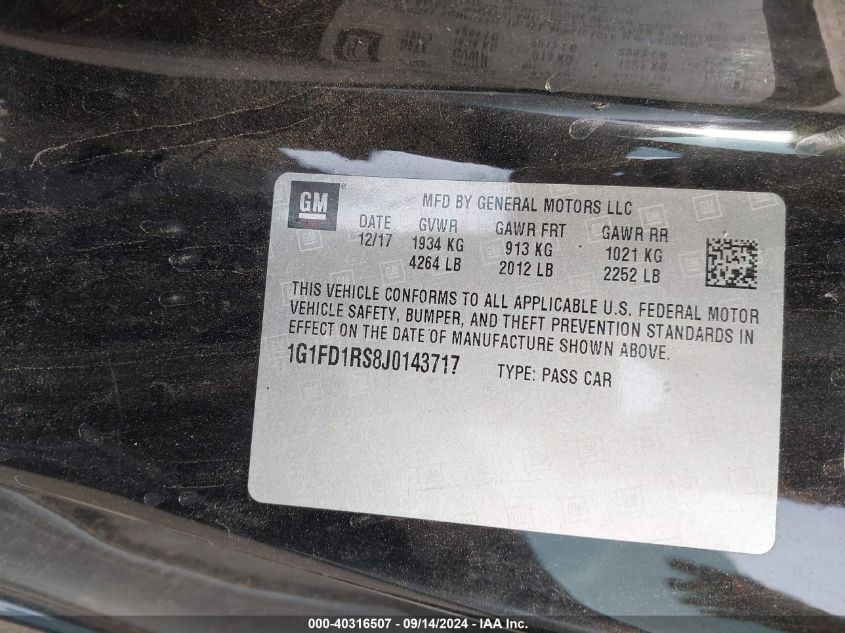 GM ®
MFD BY GENERAL MOTORS LLC
DATE GVWR GAWR FRT GAWR RR
12/17 1934 KG 913 KG 1021 KG
4264 LB 2012 LB 2252 LB
THIS VEHICLE CONFORMS TO ALL APPLICABLE U.S. FEDERAL MOTOR
VEHICLE SAFETY, BUMPER, AND THEFT PREVENTION STANDARDS IN
EFFECT ON THE DATE OF MANUFACTURE SHOWN ABOVE.
1G1FD1RS8J0143717 TYPE: PASS CAR
000-40316507 - 09/14/2024 - www.iaai.com